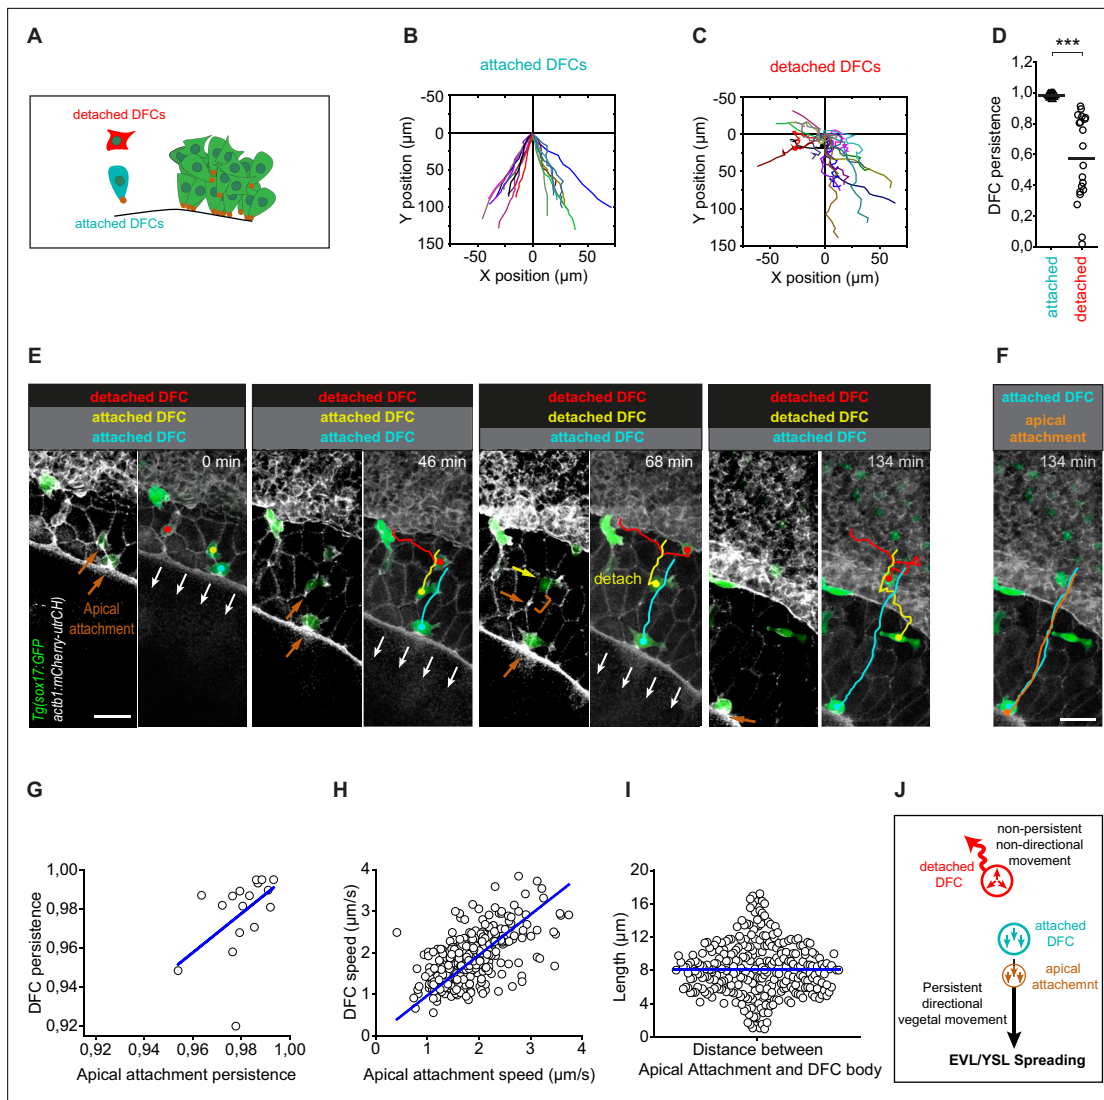 A
detached DFCs
attached DFCs
B
attached DFCs
-50
0
50
100
150
Y position (µm)
-50
0
50
X position (µm)
C
detached DFCs
-50
0
50
100
150
Y position (µm)
-50
0
50
X position (µm)
D
***
1,2
1,0
0,8
0,6
0,4
0,2
0,0
DFC persistence
attached
detached
E
detached DFC
attached DFC
attached DFC
0 min
Apical
attachment
Tg(sox17:GFP
actb1:mCherry-utrCH)
detached DFC
attached DFC
attached DFC
46 min
detached DFC
detached DFC
attached DFC
68 min
detach
detached DFC
detached DFC
attached DFC
134 min
F
attached DFC
apical
attachment
134 min
G
1,00
0,98
0,96
0,94
0,92
DFC persistence
0,92
0,94
0,96
0,98
1,00
Apical attachment persistence
H
4
3
2
1
0
DFC speed (µm/s)
0
1
2
3
4
Apical attachment speed (µm/s)
I
20
16
12
8
4
0
Length (µm)
Distance between
Apical Attachment and DFC body
J
non-persistent
non-directional
movement
detached
DFC
attached
DFC
apical
attachemnt
Persistent
directional
vegetal movement
EVL/YSL Spreading